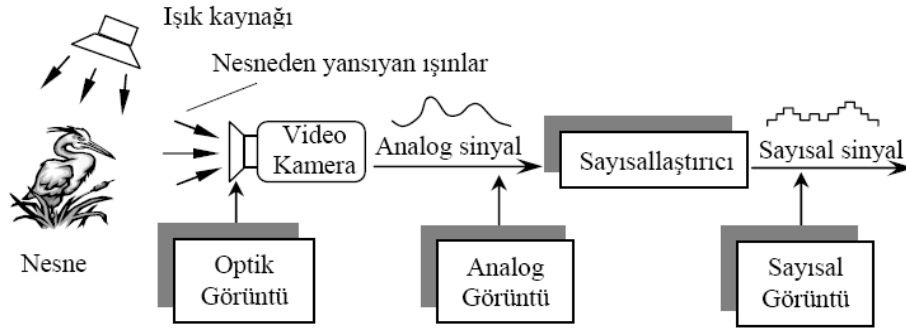 Işık kaynağı
Nesneden yansıyan ışınlar
Video
Kamera
Analog sinyal
Sayısallaştırıcı
Sayısal sinyal
Nesne
Optik
Görüntü
Analog
Görüntü
Sayısal
Görüntü